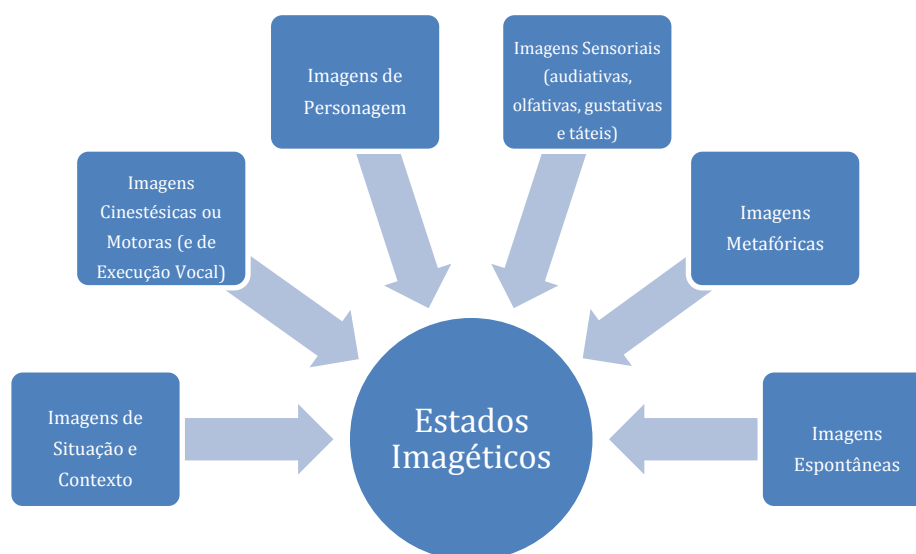 Imagens de
Personagem
Imagens Sensoriais
(audiativas,
olfativas, gustativas
e táteis)
Imagens
Cinestésicas ou
Motoras (e de
Execução Vocal)
Imagens
Metafóricas
Imagens de
Situação e
Contexto
Estados
Imagéticos
Imagens
Espontâneas